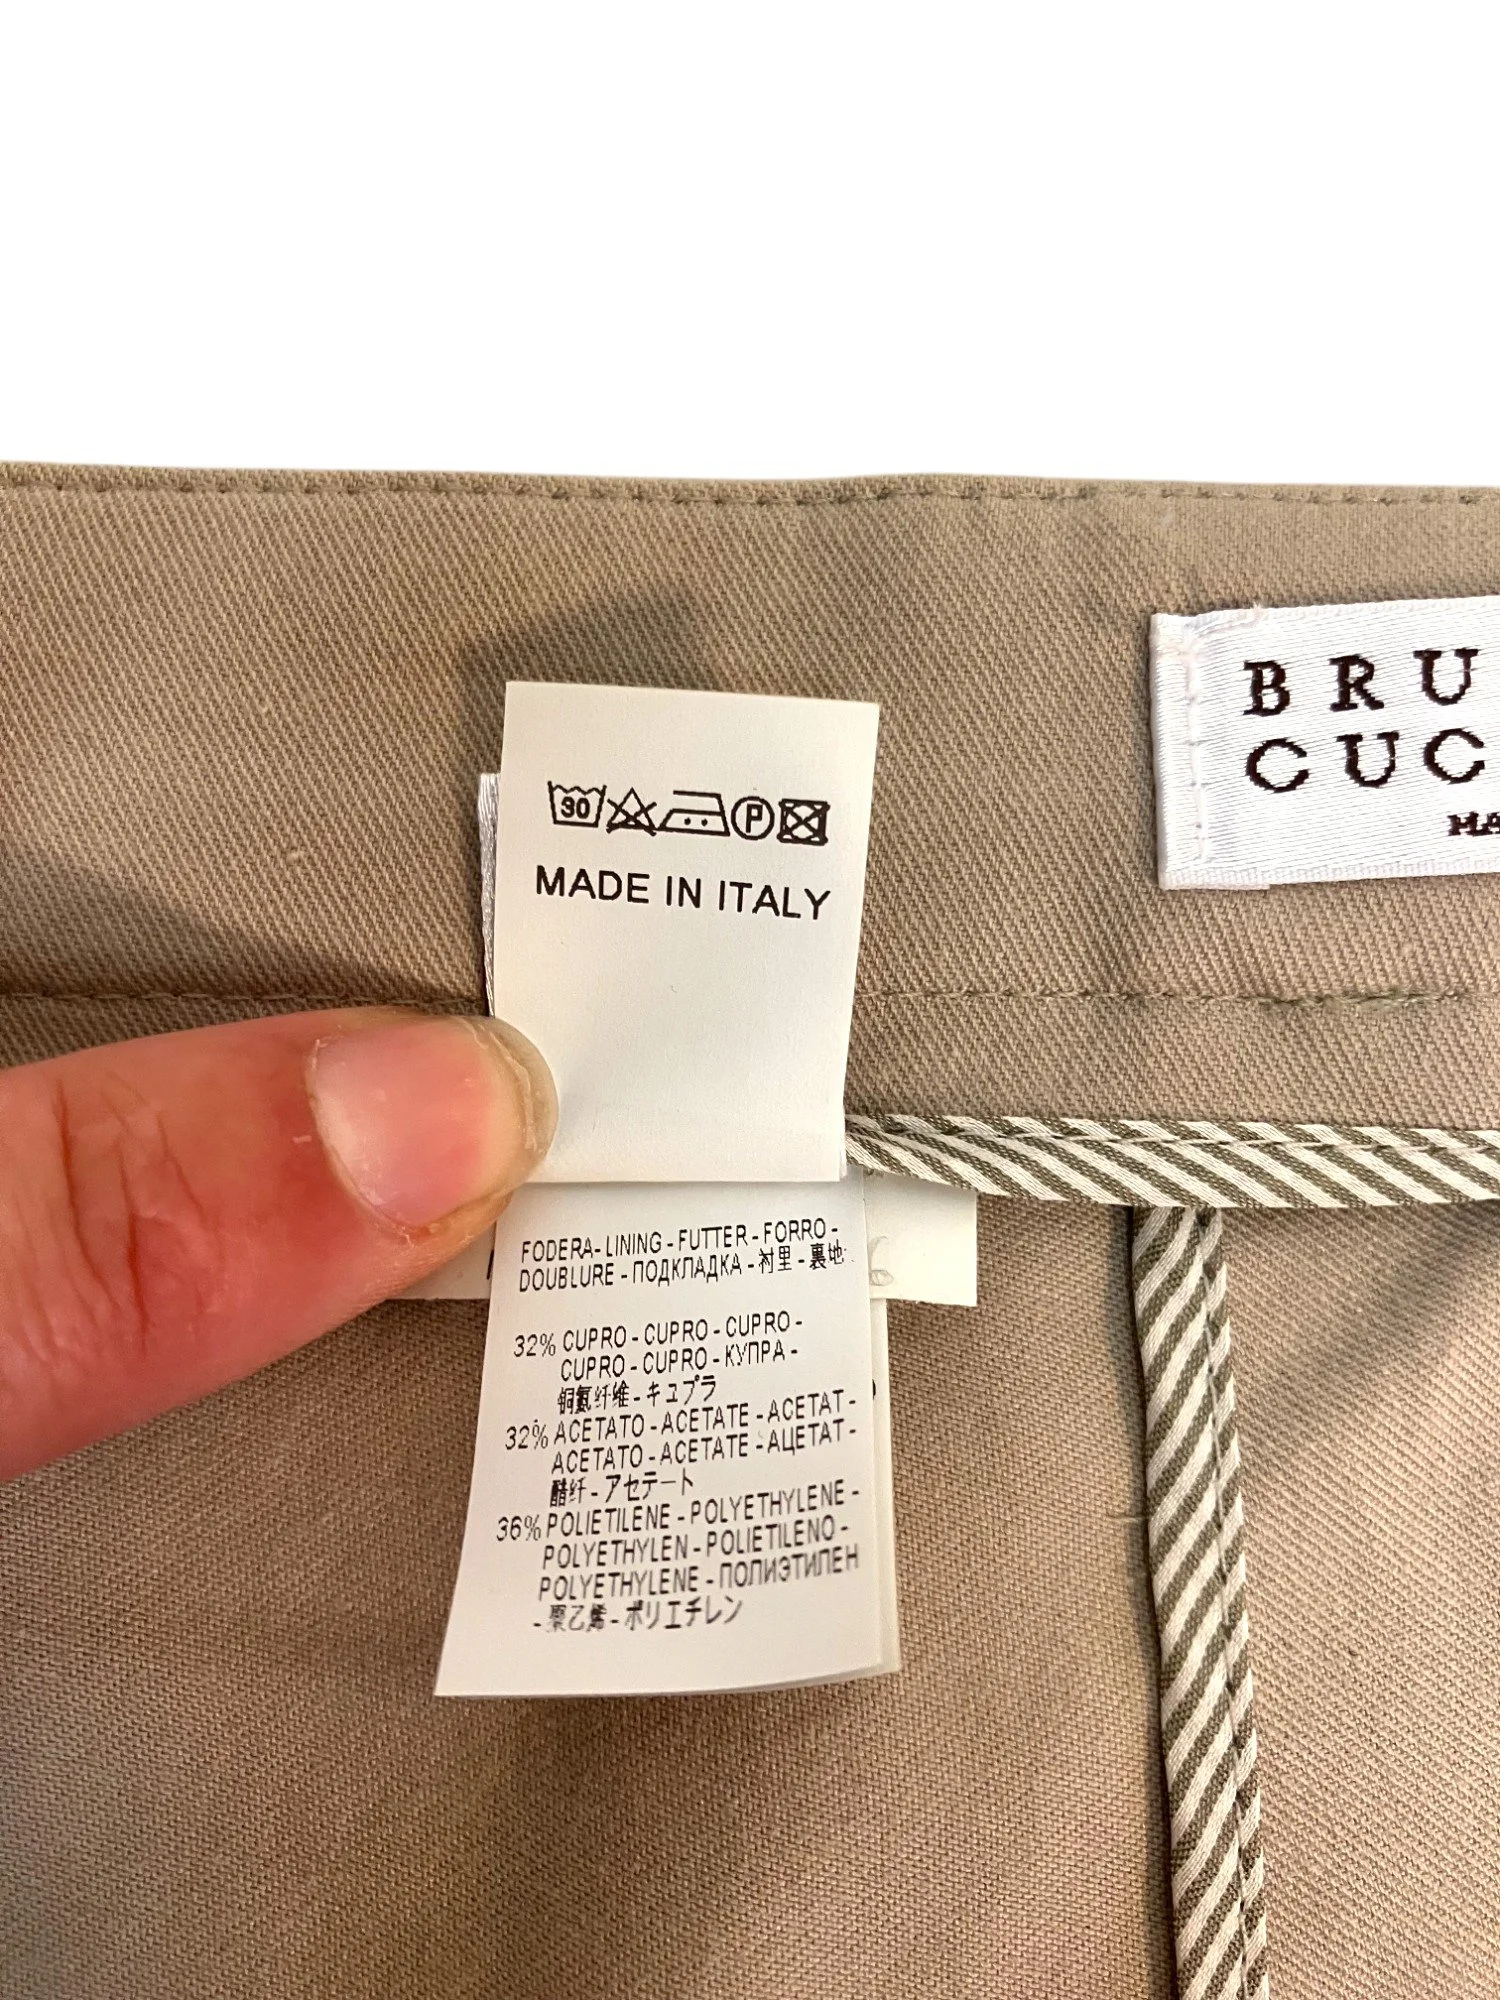 BRU
CUC
MA
30
P
MADE IN ITALY
FODERA - LINING - FUTTER - FORRO -
DOUBLURE - ПОДКЛАДКА - 衬里 - 裏地
32% CUPRO - CUPRO - CUPRO -
CUPRO - CUPRO - КУПРА -
铜氨纤维 - キュプラ
32% ACETATO - ACETATE - ACETAT -
ACETATO - ACETATE - АЦЕТАТ -
醋纤 - アセテート
36% POLIETILENE - POLYETHYLENE -
POLYETHYLEN - POLIETILENO -
POLYETHYLENE - ПОЛИЭТИЛЕН
- 聚乙烯 - ポリエチレン